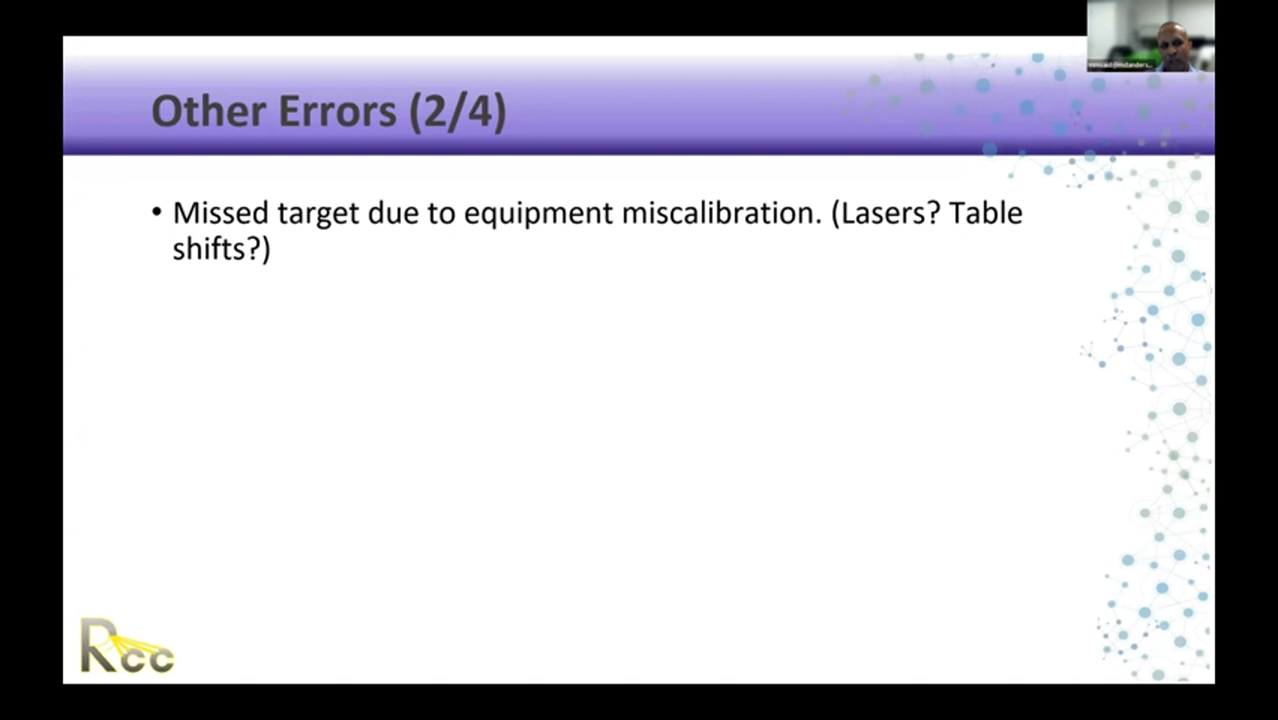 Other Errors (2/4)
• Missed target due to equipment miscalibration. (Lasers? Table
shifts?)
Rcc